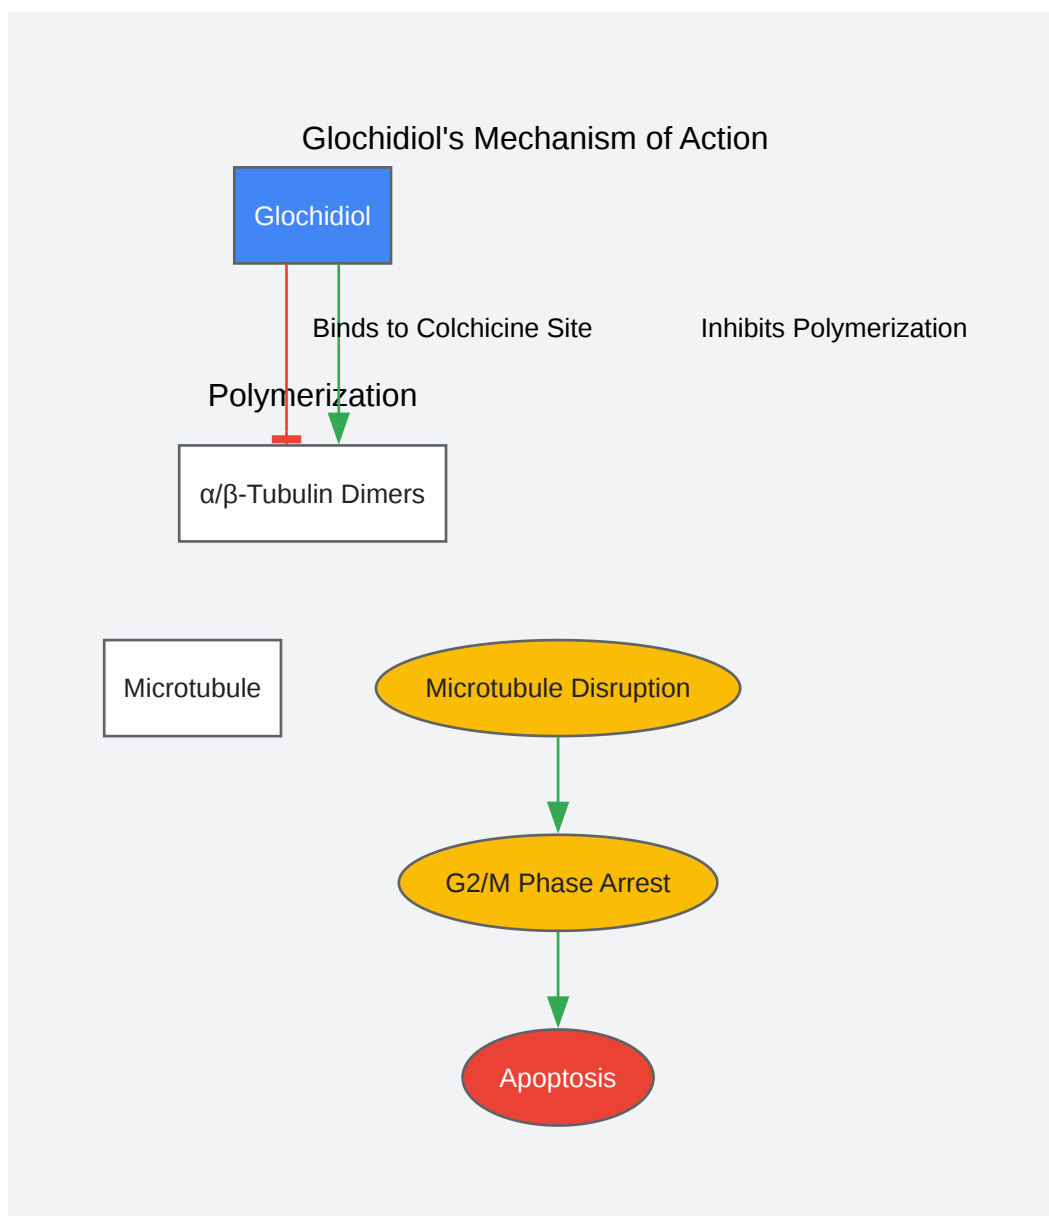 Glochidiol's Mechanism of Action
Glochidiol
Binds to Colchicine Site
Inhibits Polymerization
Polymerization
α/β-Tubulin Dimers
Microtubule
Microtubule Disruption
G2/M Phase Arrest
Apoptosis